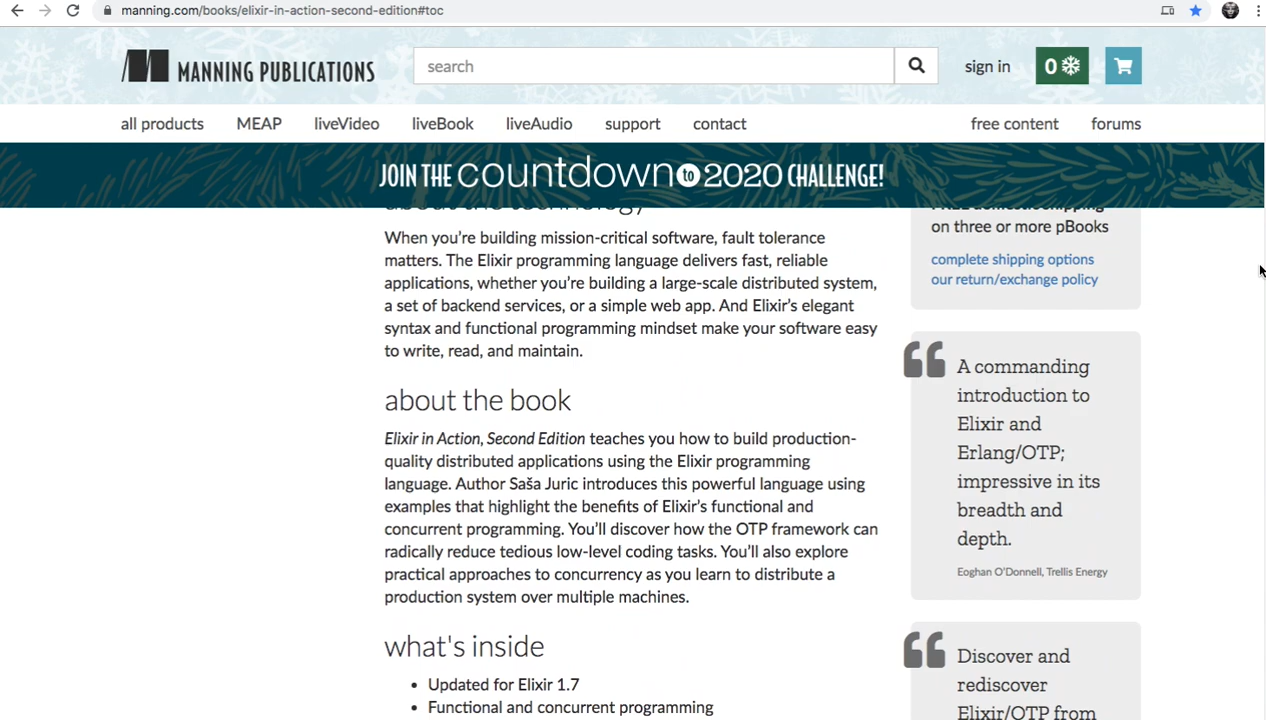 manning.com/books/elixir-in-action-second-edition#toc
MANNING PUBLICATIONS
search
sign in
0
all products
MEAP
liveVideo
liveBook
liveAudio
support
contact
free content
forums
JOIN THE countdown to 2020 CHALLENGE!
about the technology
When you’re building mission-critical software, fault tolerance
matters. The Elixir programming language delivers fast, reliable
applications, whether you’re building a large-scale distributed system,
a set of backend services, or a simple web app. And Elixir’s elegant
syntax and functional programming mindset make your software easy
to write, read, and maintain.
about the book
Elixir in Action, Second Edition teaches you how to build production-
quality distributed applications using the Elixir programming
language. Author Saša Juric introduces this powerful language using
examples that highlight the benefits of Elixir’s functional and
concurrent programming. You’ll discover how the OTP framework can
radically reduce tedious low-level coding tasks. You’ll also explore
practical approaches to concurrency as you learn to distribute a
production system over multiple machines.
what's inside
• Updated for Elixir 1.7
• Functional and concurrent programming
FREE domestic shipping
on three or more pBooks
complete shipping options
our return/exchange policy
A commanding
introduction to
Elixir and
Erlang/OTP;
impressive in its
breadth and
depth.
Eoghan O’Donnell, Trellis Energy
Discover and
rediscover
Elixir/OTP from